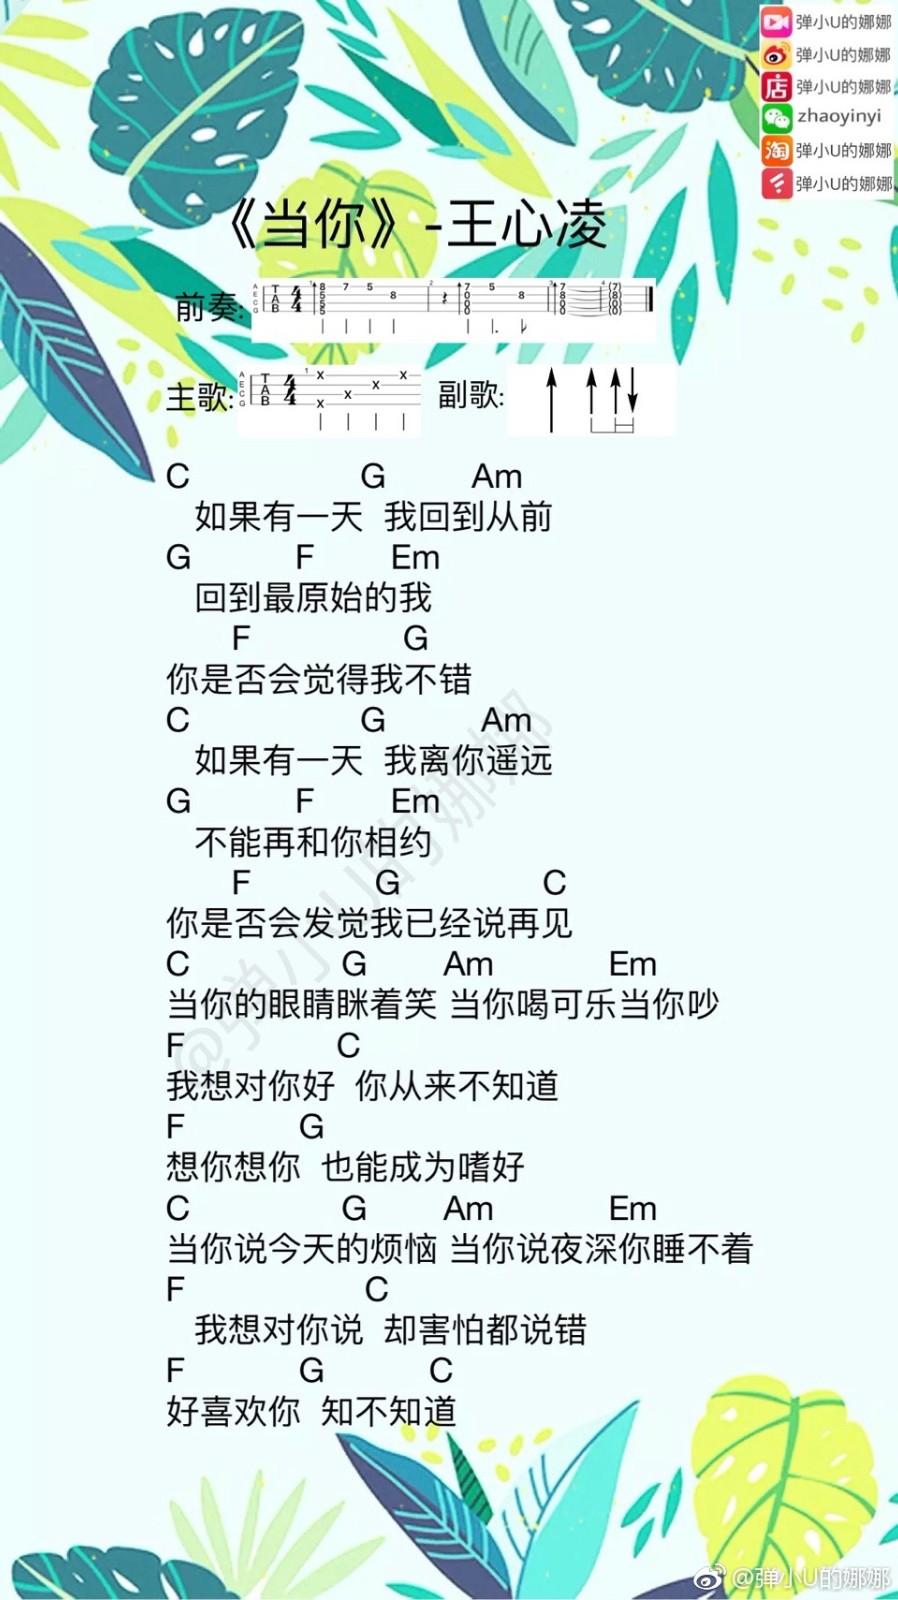 弹小U的娜娜
弹小U的娜娜
店 弹小U的娜娜
zhaoyinyi
淘 弹小U的娜娜
弹小U的娜娜
《当你》-王心凌
前奏:
主歌: 副歌:
C G Am
如果有一天 我回到从前
G F Em
回到最原始的我
F G
你是否会觉得我不错
C G Am
如果有一天 我离你遥远
G F Em
不能再和你相约
F G C
你是否会发觉我已经说再见
C G Am Em
当你的眼睛眯着笑 当你喝可乐当你吵
F C
我想对你好 你从来不知道
F G
想你想你 也能成为嗜好
C G Am Em
当你说今天的烦恼 当你说夜深你睡不着
F C
我想对你说 却害怕都说错
F G C
好喜欢你 知不知道
@弹小U的娜娜
@弹小U的娜娜